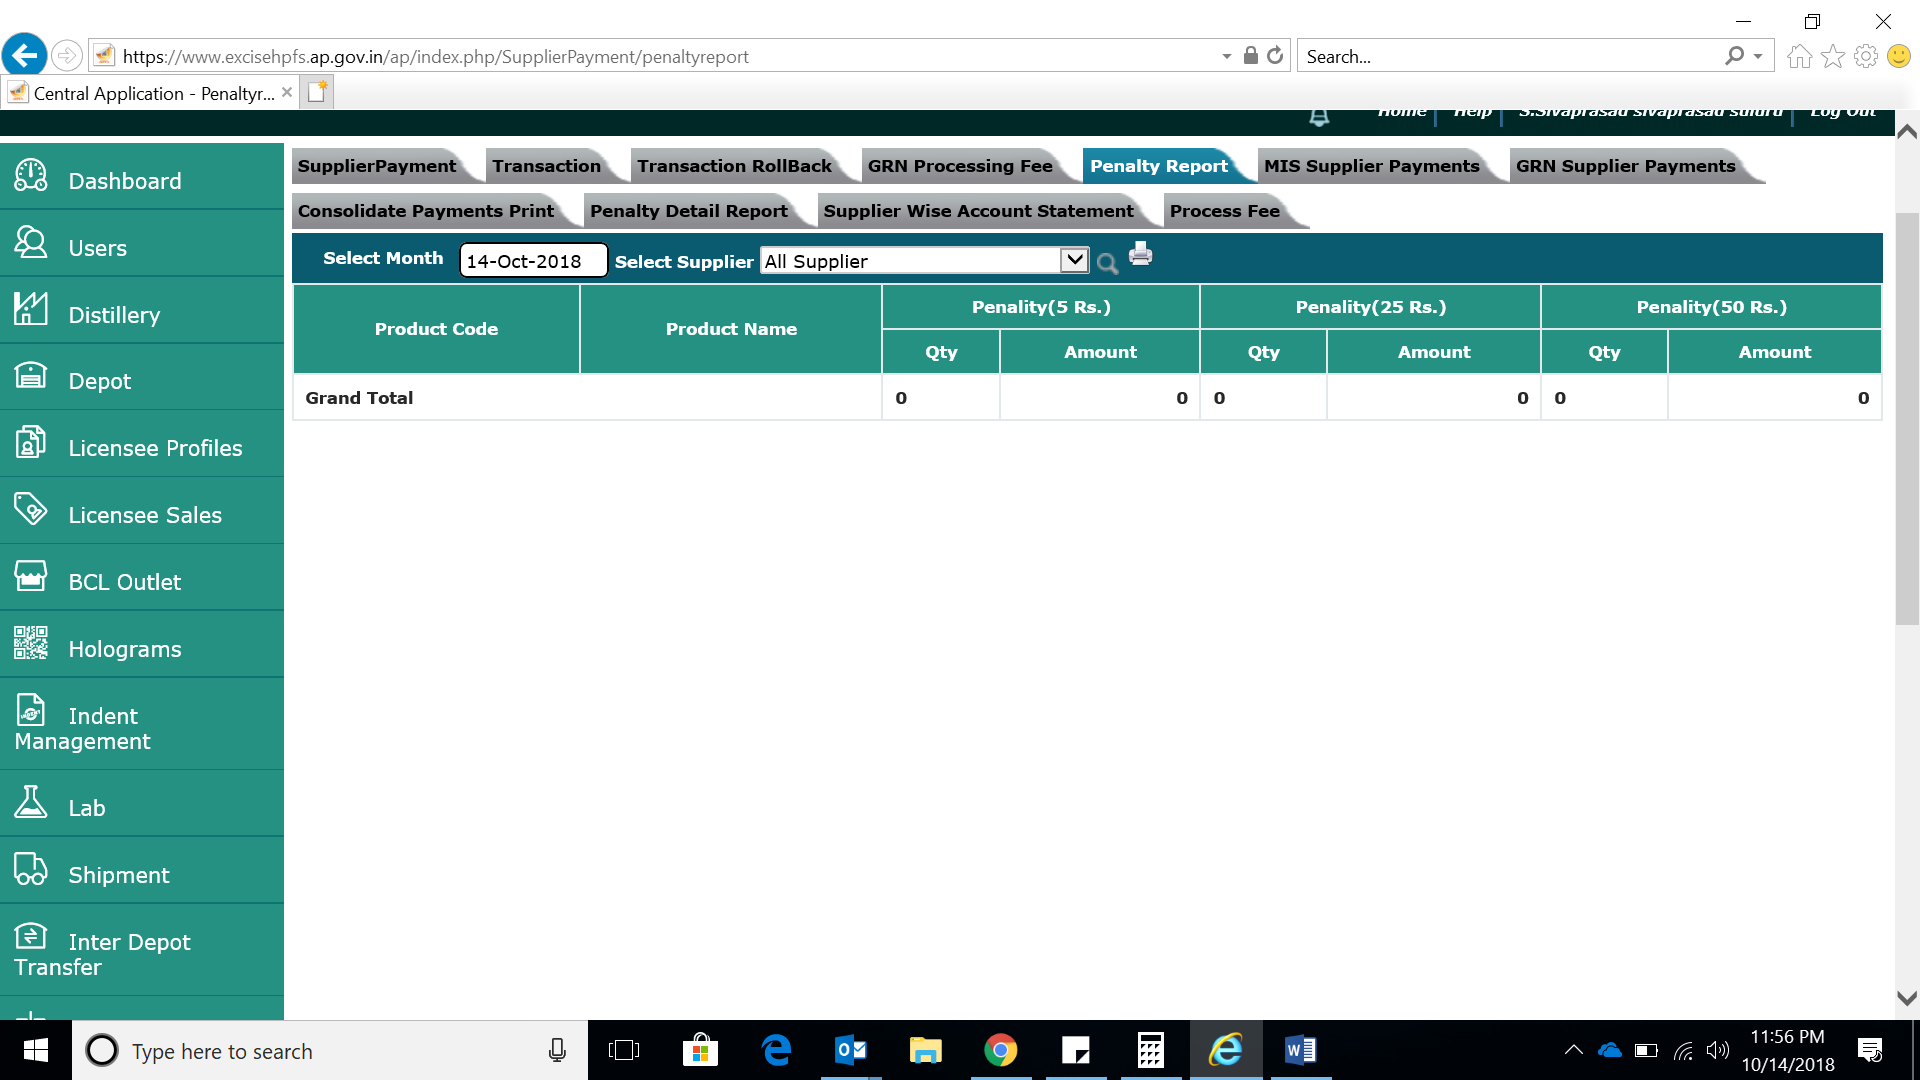 https://www.excisehpfs.ap.gov.in/ap/index.php/SupplierPayment/penaltyreport
Search...
Central Application - Penaltyr...
Home Help S.Sivaprasad sivaprasad suluru Log Out
Dashboard
Users
Distillery
Depot
Licensee Profiles
Licensee Sales
BCL Outlet
Holograms
Indent
Management
Lab
Shipment
Inter Depot
Transfer
SupplierPayment Transaction Transaction RollBack GRN Processing Fee Penalty Report MIS Supplier Payments GRN Supplier Payments
Consolidate Payments Print Penalty Detail Report Supplier Wise Account Statement Process Fee
Select Month 14-Oct-2018 Select Supplier All Supplier
Product Code Product Name Penality(5 Rs.) Penality(25 Rs.) Penality(50 Rs.)
Qty Amount Qty Amount Qty Amount
Grand Total 0 0 0 0 0 0
Type here to search
11:56 PM
10/14/2018